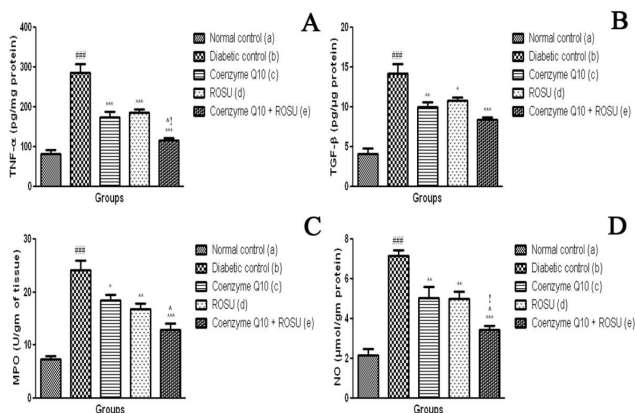 A
TNF-α (pg/mg protein)
400
300
200
100
0
###
***
***
^!
***
Groups
Normal control (a)
Diabetic control (b)
Coenzyme Q10 (c)
ROSU (d)
Coenzyme Q10 + ROSU (e)
B
TGF-β (pg/µg protein)
20
15
10
5
0
###
**
*
***
Groups
Normal control (a)
Diabetic control (b)
Coenzyme Q10 (c)
ROSU (d)
Coenzyme Q10 + ROSU (e)
C
MPO (U/gm of tissue)
30
20
10
0
###
*
**
^
***
Groups
Normal control (a)
Diabetic control (b)
Coenzyme Q10 (c)
ROSU (d)
Coenzyme Q10 + ROSU (e)
D
NO (µmol/gm protein)
8
6
4
2
0
###
**
**
!
^
***
Groups
Normal control (a)
Diabetic control (b)
Coenzyme Q10 (c)
ROSU (d)
Coenzyme Q10 + ROSU (e)